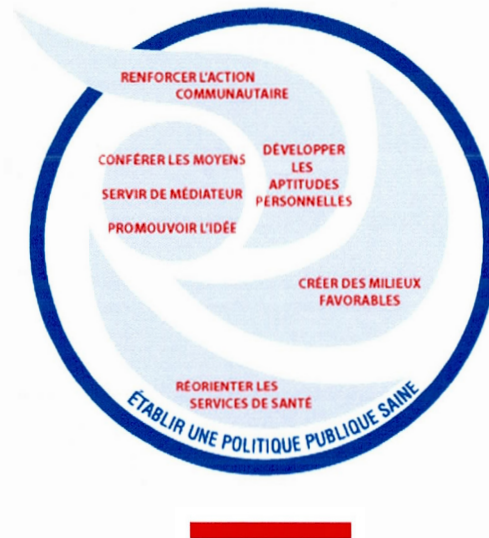 RENFORCER L'ACTION
COMMUNAUTAIRE
CONFÉRER LES MOYENS
SERVIR DE MÉDIATEUR
PROMOUVOIR L'IDÉE
DÉVELOPPER
LES
APTITUDES
PERSONNELLES
CRÉER DES MILIEUX
FAVORABLES
RÉORIENTER LES
SERVICES DE SANTÉ
ÉTABLIR UNE POLITIQUE PUBLIQUE SAINE